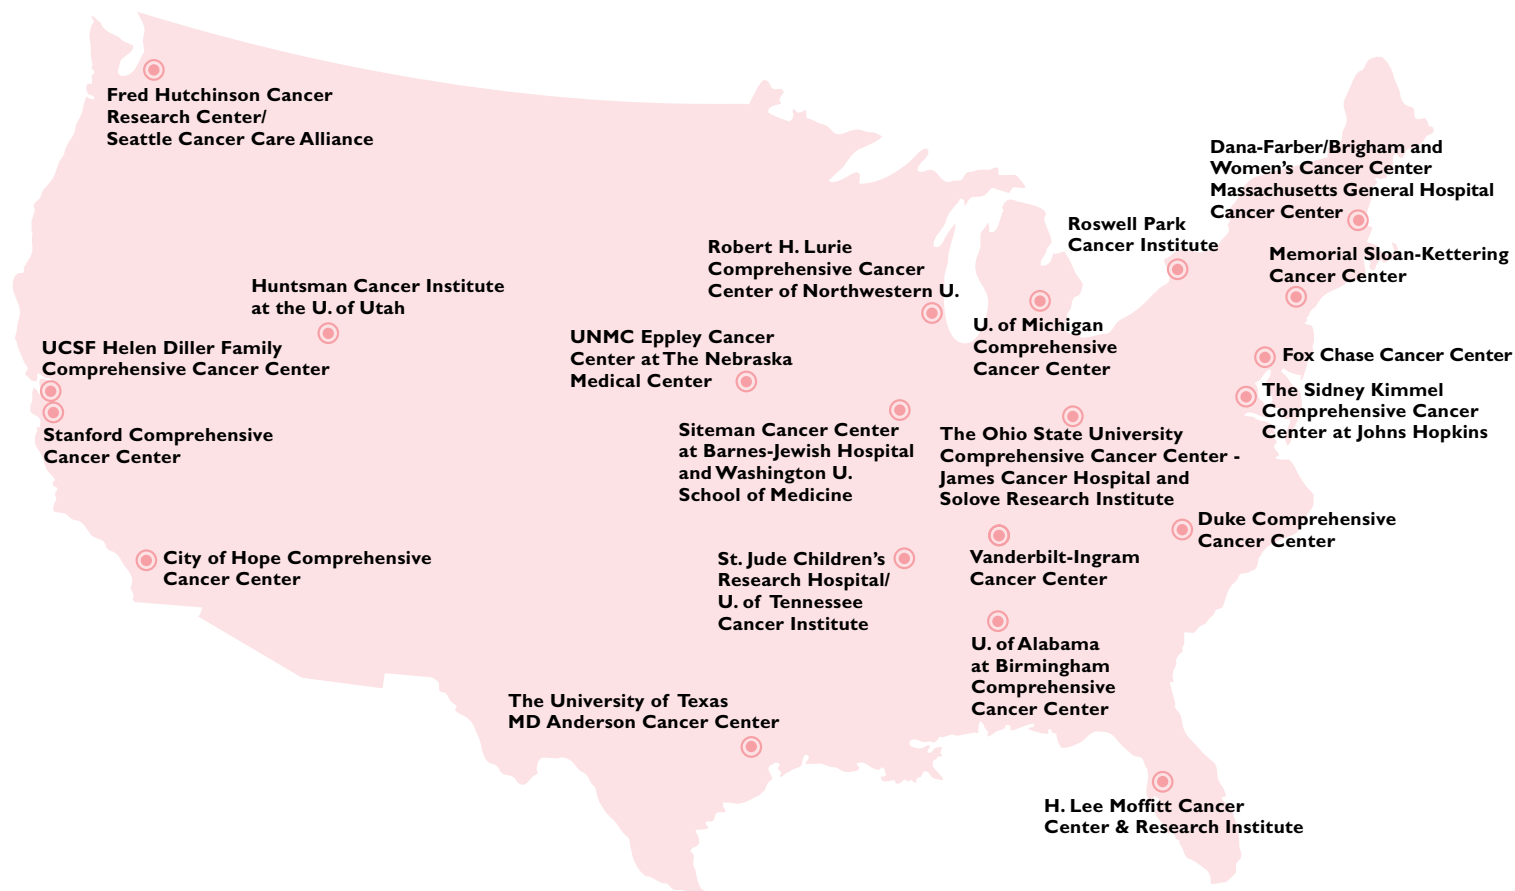 Fred Hutchinson Cancer
Research Center/
Seattle Cancer Care Alliance
Dana-Farber/Brigham and
Women’s Cancer Center
Massachusetts General Hospital
Cancer Center
Roswell Park
Cancer Institute
Robert H. Lurie
Comprehensive Cancer
Center of Northwestern U.
Memorial Sloan-Kettering
Cancer Center
Huntsman Cancer Institute
at the U. of Utah
UCSF Helen Diller Family
Comprehensive Cancer Center
UNMC Eppley Cancer
Center at The Nebraska
Medical Center
U. of Michigan
Comprehensive
Cancer Center
Fox Chase Cancer Center
The Sidney Kimmel
Comprehensive Cancer
Center at Johns Hopkins
Stanford Comprehensive
Cancer Center
Siteman Cancer Center
at Barnes-Jewish Hospital
and Washington U.
School of Medicine
The Ohio State University
Comprehensive Cancer Center -
James Cancer Hospital and
Solove Research Institute
Duke Comprehensive
Cancer Center
City of Hope Comprehensive
Cancer Center
St. Jude Children’s
Research Hospital/
U. of Tennessee
Cancer Institute
Vanderbilt-Ingram
Cancer Center
U. of Alabama
at Birmingham
Comprehensive
Cancer Center
The University of Texas
MD Anderson Cancer Center
H. Lee Moffitt Cancer
Center & Research Institute